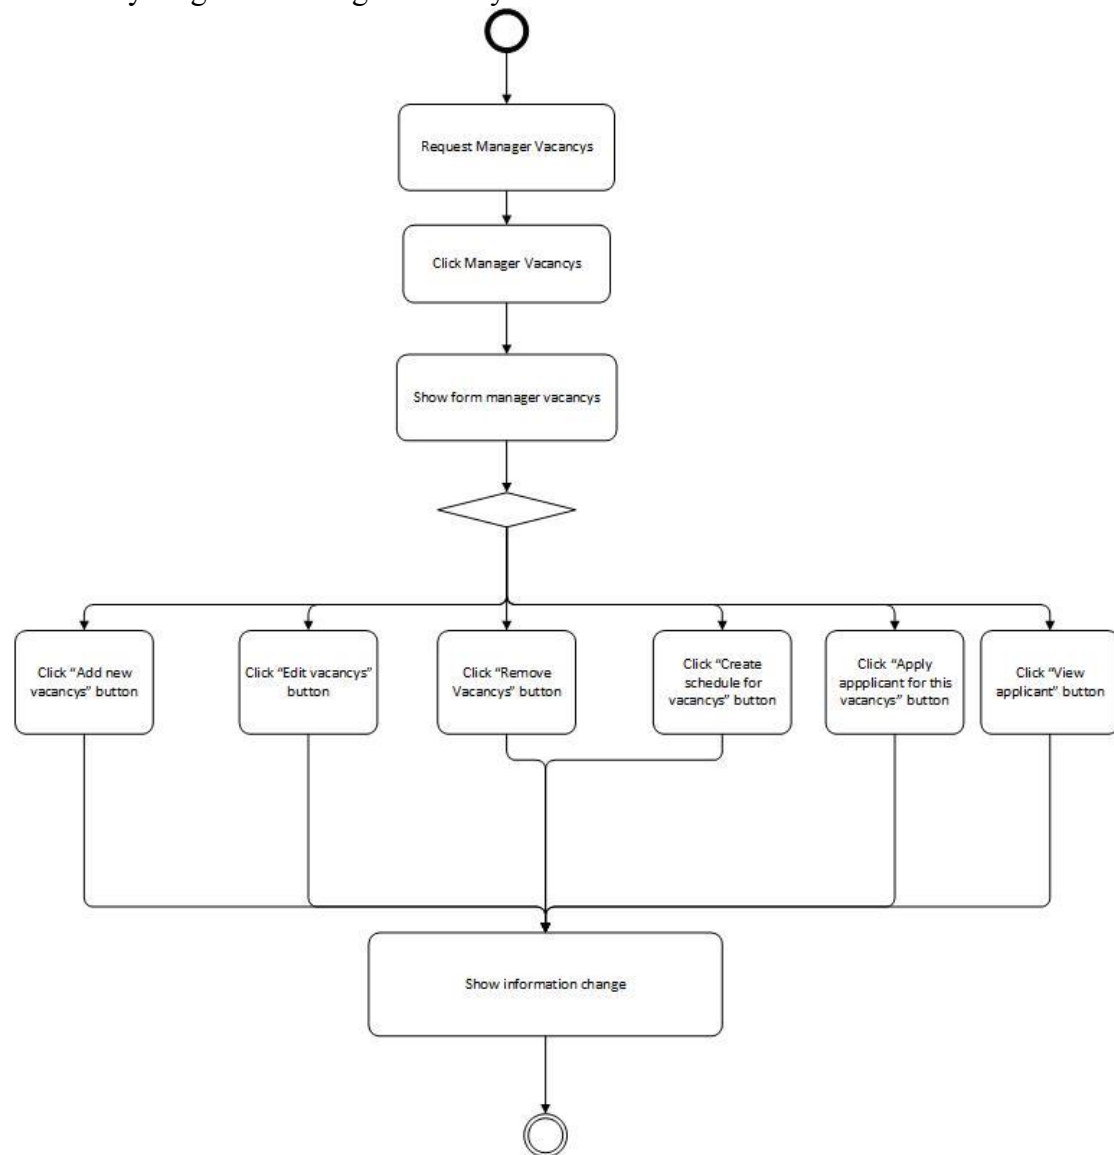 Request Manager Vacancys
Click Manager Vacancys
Show form manager vacancys
Click “Add new
vacancys” button
Click “Edit vacancys”
button
Click “Remove
Vacancys” button
Click “Create
schedule for
vacancys” button
Click “Apply
appplicant for this
vacancys” button
Click “View
applicant” button
Show information change